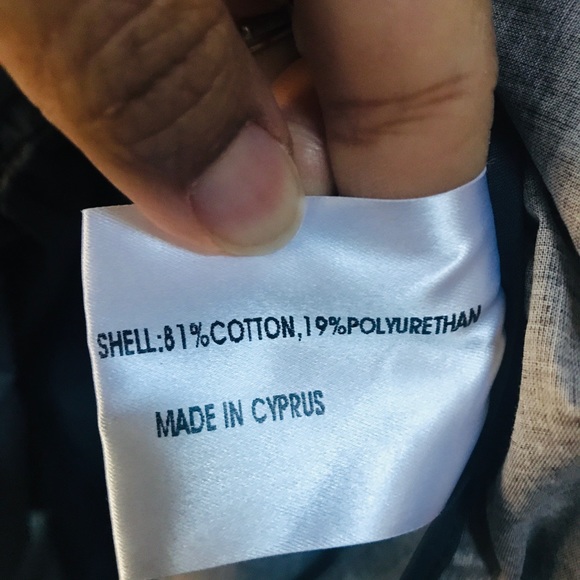 SHELL:81%COTTON,19%POLYURETHAN
MADE IN CYPRUS